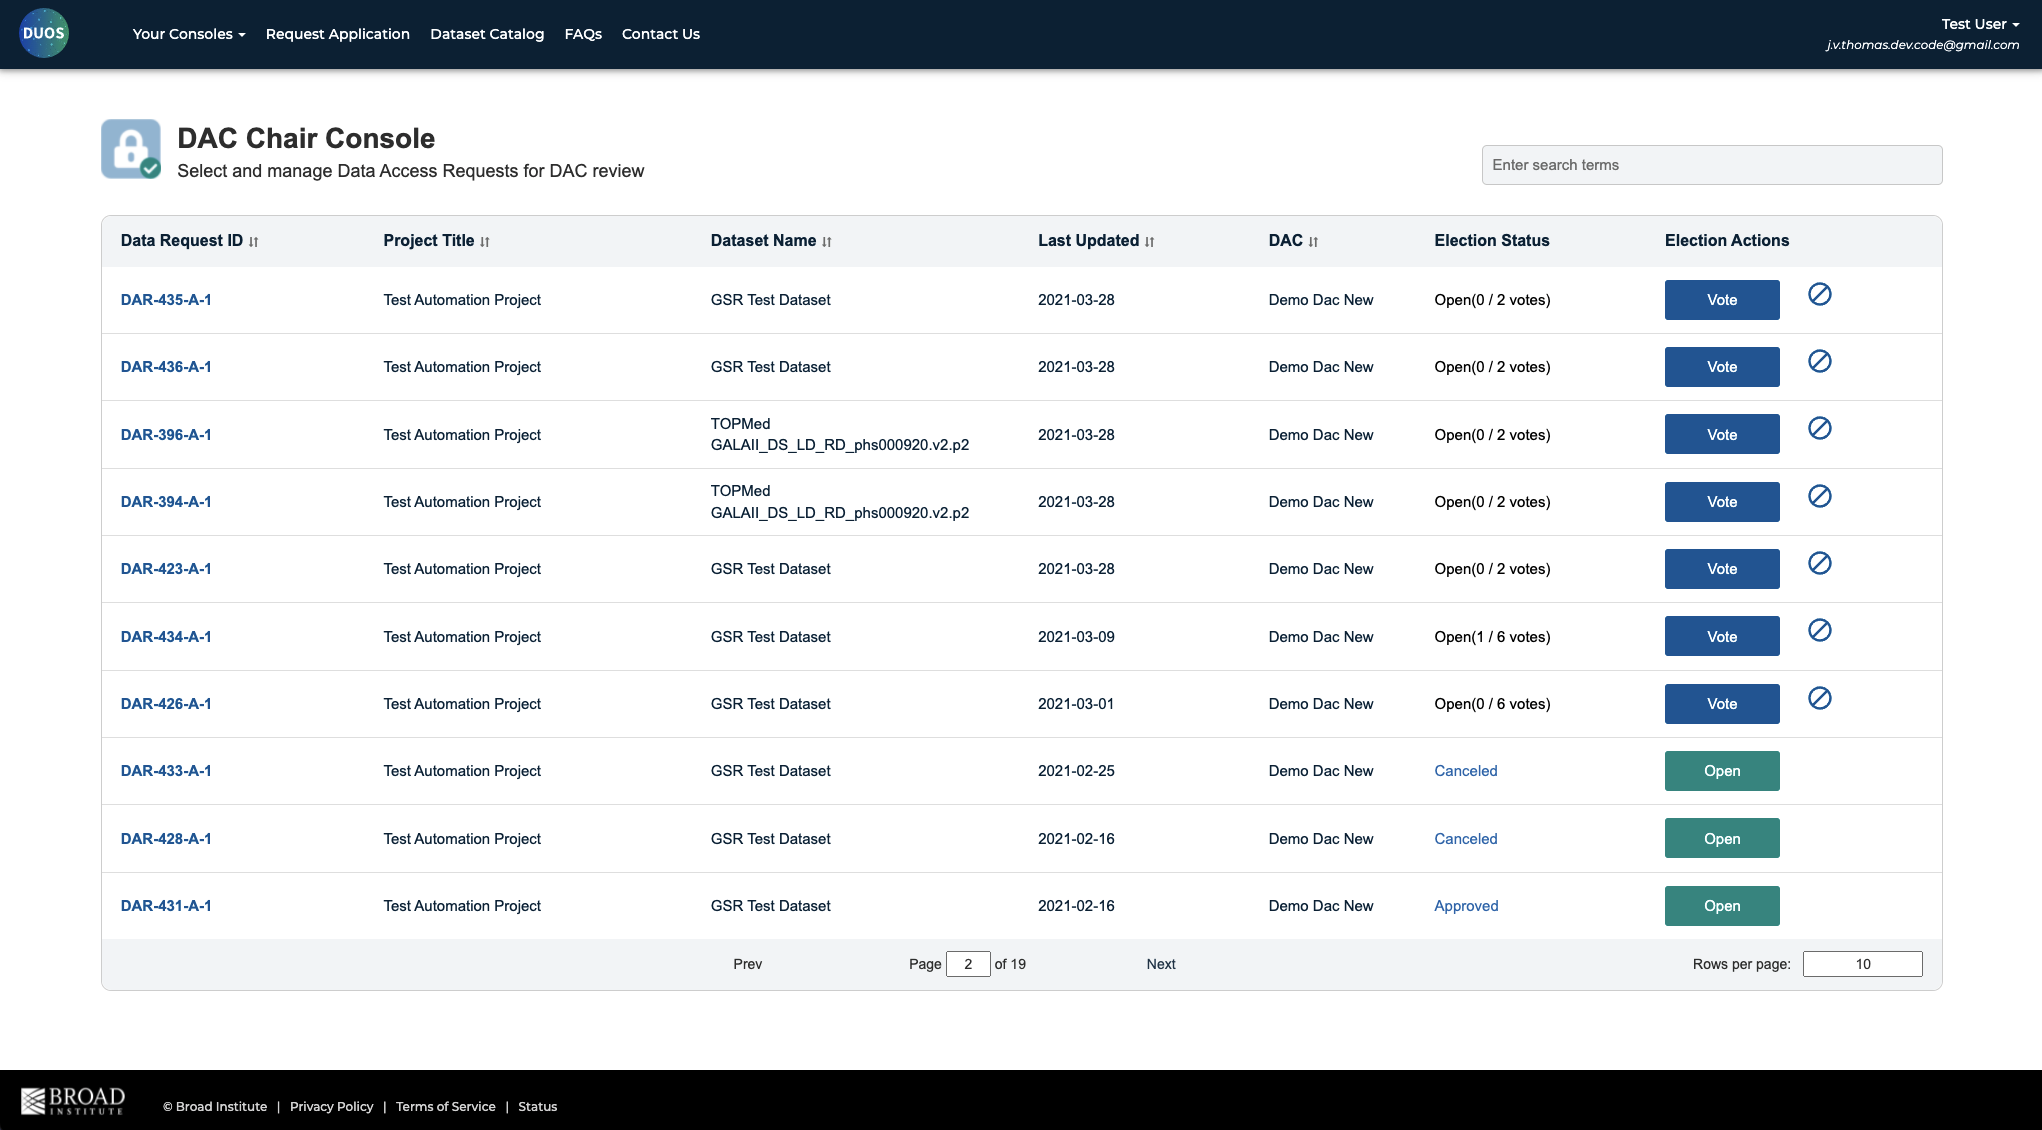 DUOS
Your Consoles Request Application Dataset Catalog FAQs Contact Us
Test User
j.v.thomas.dev.code@gmail.com
DAC Chair Console
Select and manage Data Access Requests for DAC review
Enter search terms
Data Request ID Project Title Dataset Name Last Updated DAC Election Status Election Actions
DAR-435-A-1 Test Automation Project GSR Test Dataset 2021-03-28 Demo Dac New Open(0 / 2 votes) Vote
DAR-436-A-1 Test Automation Project GSR Test Dataset 2021-03-28 Demo Dac New Open(0 / 2 votes) Vote
TOPMed
DAR-396-A-1 Test Automation Project GALAII_DS_LD_RD_phs000920.v2.p2 2021-03-28 Demo Dac New Open(0 / 2 votes) Vote
TOPMed
DAR-394-A-1 Test Automation Project GALAII_DS_LD_RD_phs000920.v2.p2 2021-03-28 Demo Dac New Open(0 / 2 votes) Vote
DAR-423-A-1 Test Automation Project GSR Test Dataset 2021-03-28 Demo Dac New Open(0 / 2 votes) Vote
DAR-434-A-1 Test Automation Project GSR Test Dataset 2021-03-09 Demo Dac New Open(1 / 6 votes) Vote
DAR-426-A-1 Test Automation Project GSR Test Dataset 2021-03-01 Demo Dac New Open(0 / 6 votes) Vote
DAR-433-A-1 Test Automation Project GSR Test Dataset 2021-02-25 Demo Dac New Canceled Open
DAR-428-A-1 Test Automation Project GSR Test Dataset 2021-02-16 Demo Dac New Canceled Open
DAR-431-A-1 Test Automation Project GSR Test Dataset 2021-02-16 Demo Dac New Approved Open
Prev Page 2 of 19 Next Rows per page: 10
BROAD
INSTITUTE
© Broad Institute | Privacy Policy | Terms of Service | Status